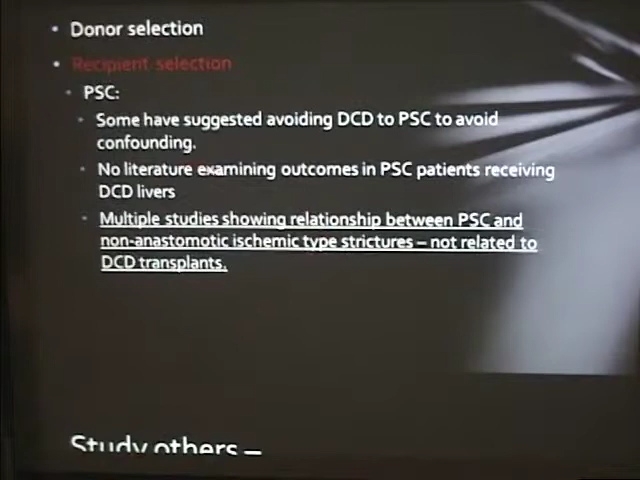 • Donor selection
• Recipient selection
• PSC:
• Some have suggested avoiding DCD to PSC to avoid
confounding.
• No literature examining outcomes in PSC patients receiving
DCD livers
• Multiple studies showing relationship between PSC and
non-anastomotic ischemic type strictures – not related to
DCD transplants.
Study others –